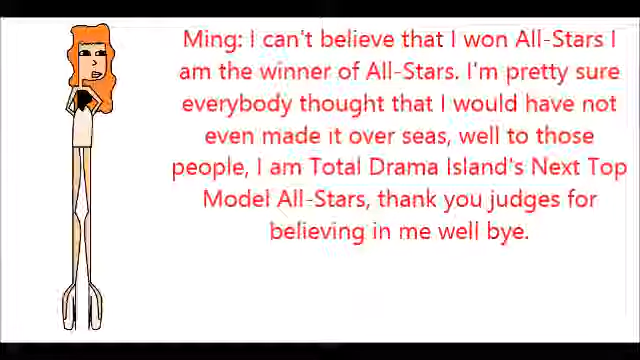 Ming: I can't believe that I won All-Stars I
am the winner of All-Stars. I'm pretty sure
everybody thought that I would have not
even made it over seas, well to those
people, I am Total Drama Island's Next Top
Model All-Stars, thank you judges for
believing in me well bye.